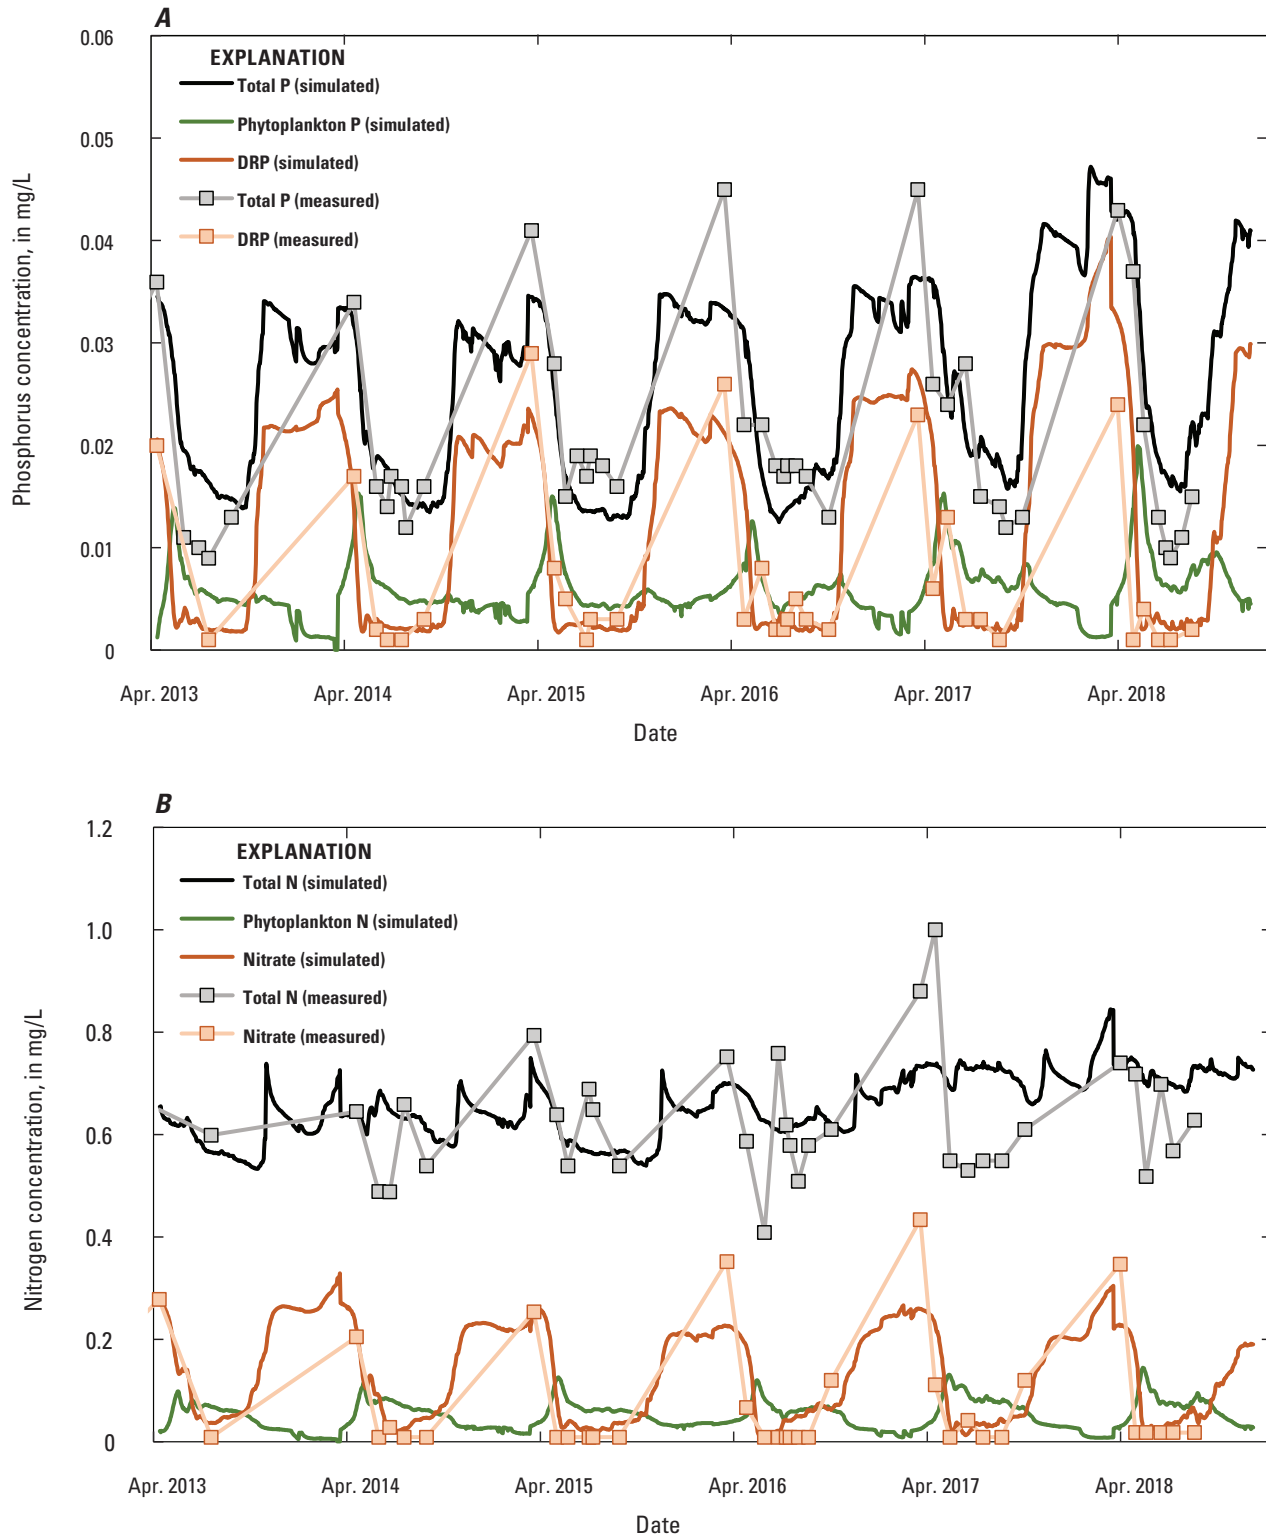 A
0.06
0.05
0.04
0.03
0.02
0.01
0
Phosphorus concentration, in mg/L
EXPLANATION
Total P (simulated)
Phytoplankton P (simulated)
DRP (simulated)
Total P (measured)
DRP (measured)
Apr. 2013
Apr. 2014
Apr. 2015
Apr. 2016
Apr. 2017
Apr. 2018
Date
B
1.2
1.0
0.8
0.6
0.4
0.2
0
Nitrogen concentration, in mg/L
EXPLANATION
Total N (simulated)
Phytoplankton N (simulated)
Nitrate (simulated)
Total N (measured)
Nitrate (measured)
Apr. 2013
Apr. 2014
Apr. 2015
Apr. 2016
Apr. 2017
Apr. 2018
Date